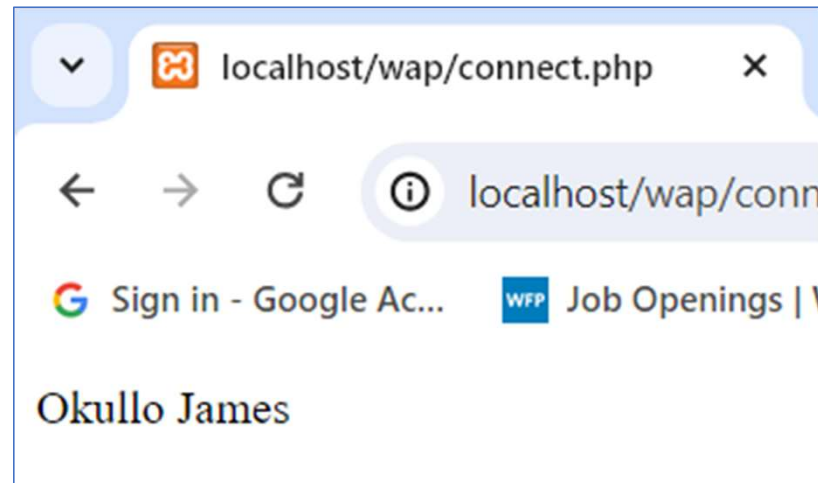 localhost/wap/connect.php
localhost/wap/conn
Sign in - Google Ac... WFP Job Openings |
Okullo James